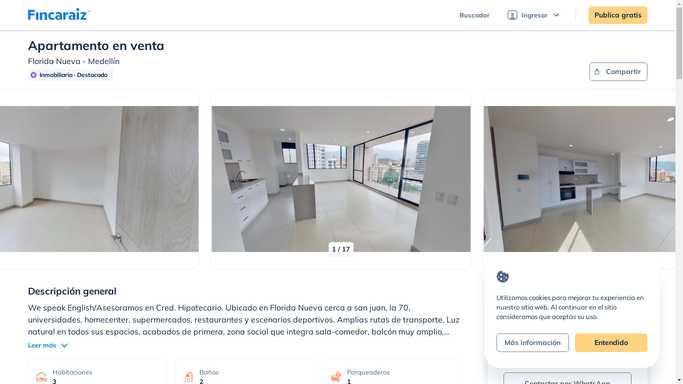 Fincaraiz
Buscador
Ingresar
Publica gratis
Apartamento en venta
Florida Nueva - Medellín
Inmobiliaria · Destacado
Compartir
1 / 17
Descripción general
We speak English/Asesoramos en Cred. Hipotecario. Ubicado en Florida Nueva cerca a san juan, la 70,
universidades, homecenter, supermercados, restaurantes y escenarios deportivos. Amplias rutas de transporte. Luz
natural en todos sus espacios, acabados de primera, zona social que integra sala-comedor, balcón muy amplio,...
Leer más
Habitaciones
3
Baños
2
Parqueaderos
1
Utilizamos cookies para mejorar tu experiencia en
nuestro sitio web. Al continuar en el sitio
consideramos que aceptas su uso.
Más información
Entendido
Contactar por WhatsApp